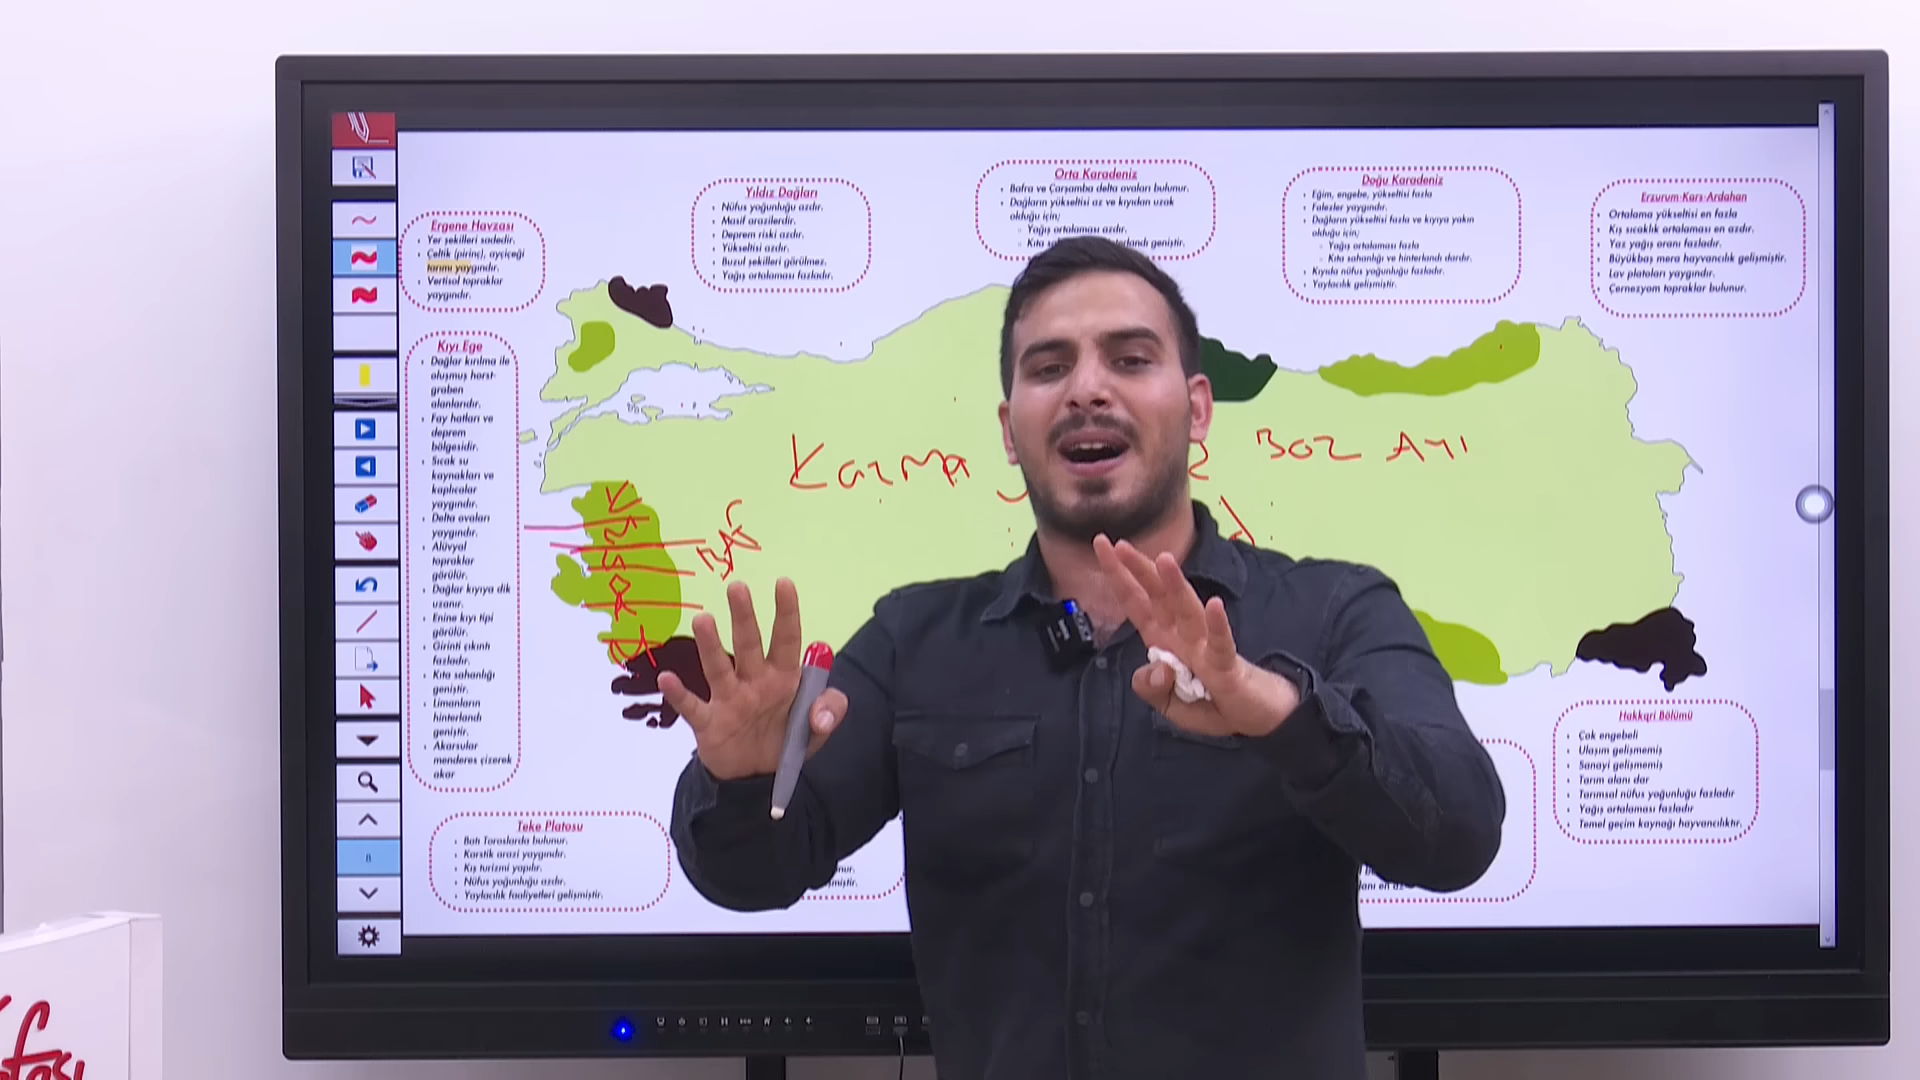 Ergene Havzası
Yer şekilleri sadedir.
Çeltik (pirinç), ayçiçeği
tarımı yaygındır.
Vertisol topraklar
yaygındır.
Yıldız Dağları
Nüfus yoğunluğu azdır.
Masif arazilerdir.
Deprem riski azdır.
Yükseltisi azdır.
Buzul şekilleri görülmez.
Yağış ortalaması fazladır.
Orta Karadeniz
Bafra ve Çarşamba delta ovaları bulunur.
Dağların yükseltisi az ve kıyıdan uzak
olduğu için;
Yağış ortalaması azdır.
Kıta
hinterlandı geniştir.
Doğu Karadeniz
Eğim, engebe, yükseltisi fazla
Falezler yaygındır.
Dağların yükseltisi fazla ve kıyıya yakın
olduğu için;
Yağış ortalaması fazla
Kıta sahanlığı ve hinterlandı dardır.
Kıyıda nüfus yoğunluğu fazladır.
Yaylacılık gelişmiştir.
Erzurum-Kars-Ardahan
Ortalama yükseltisi en fazla
Kış sıcaklık ortalaması en azdır.
Yaz yağış oranı fazladır.
Büyükbaş mera hayvancılık gelişmiştir.
Lav platoları yaygındır.
Çernezyom topraklar bulunur.
Kıyı Ege
Dağlar kırılma ile
oluşmuş horst-
graben
alanlarıdır.
Fay hatları ve
deprem
bölgesidir.
Sıcak su
kaynakları ve
kaplıcalar
yaygındır.
Delta ovaları
yaygındır.
Alüvyal
topraklar
görülür.
Dağlar kıyıya dik
uzanır.
Enine kıyı tipi
görülür.
Girinti çıkıntı
fazladır.
Kıta sahanlığı
geniştir.
Limanların
hinterlandı
geniştir.
Akarsular
menderes çizerek
akar
Kazma
Boz AYI
Teke Platosu
Batı Toroslarda bulunur.
Karstik arazi yaygındır.
Kış turizmi yapılır.
Nüfus yoğunluğu azdır.
Yaylacılık faaliyetleri gelişmiştir.
Hakkari Bölümü
Çok engebeli
Ulaşım gelişmemiş
Sanayi gelişmemiş
Tarım alanı dar
Tarımsal nüfus yoğunluğu fazladır
Yağış ortalaması fazladır
Temel geçim kaynağı hayvancılıktır.